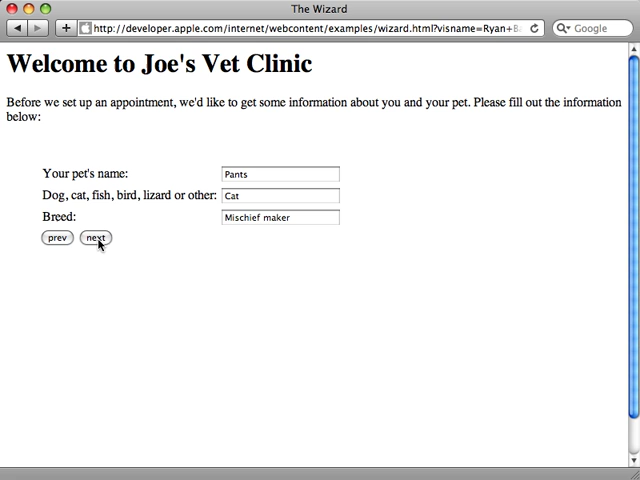 The Wizard
http://developer.apple.com/internet/webcontent/examples/wizard.html?visname=Ryan+B
Google
Welcome to Joe's Vet Clinic
Before we set up an appointment, we'd like to get some information about you and your pet. Please fill out the information
below:
Your pet's name: Pants
Dog, cat, fish, bird, lizard or other: Cat
Breed: Mischief maker
prev next